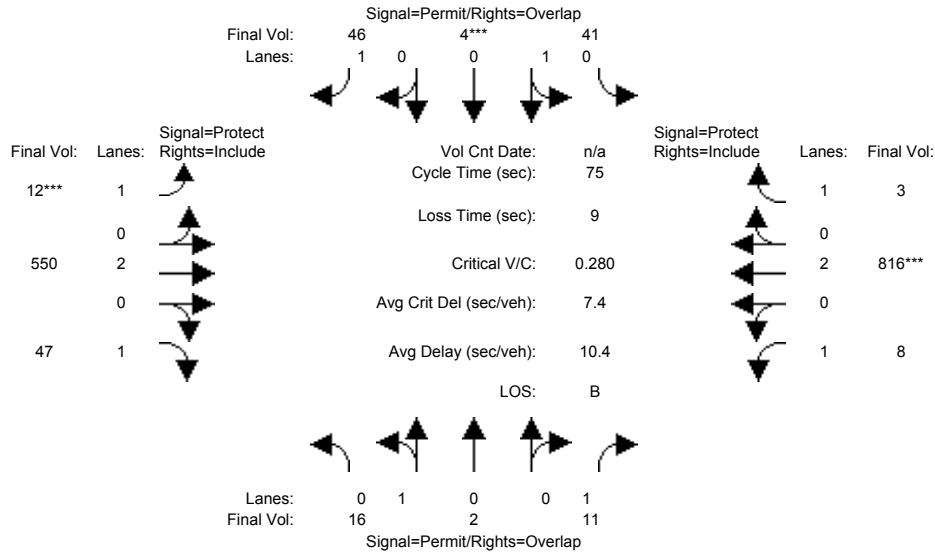 Signal=Permit/Rights=Overlap
Final Vol: 46 4*** 41
Lanes: 1 0 0 1 0
Signal=Protect
Final Vol: Lanes: Rights=Include
Vol Cnt Date: n/a
Signal=Protect
Rights=Include Lanes: Final Vol:
Cycle Time (sec): 75
12*** 1
1 3
Loss Time (sec): 9
0
0
550 2
Critical V/C: 0.280
2 816***
0
Avg Crit Del (sec/veh): 7.4
0
47 1
Avg Delay (sec/veh): 10.4
1 8
LOS: B
Lanes: 0 1 0 0 1
Final Vol: 16 2 11
Signal=Permit/Rights=Overlap